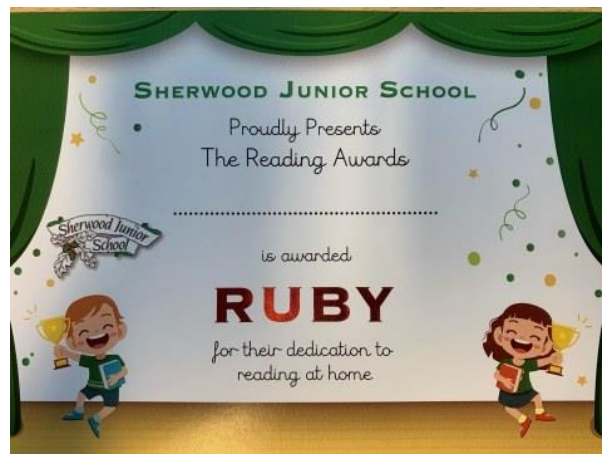 SHERWOOD JUNIOR SCHOOL
Proudly Presents
The Reading Awards
Sherwood Junior
School
is awarded
RUBY
for their dedication to
reading at home